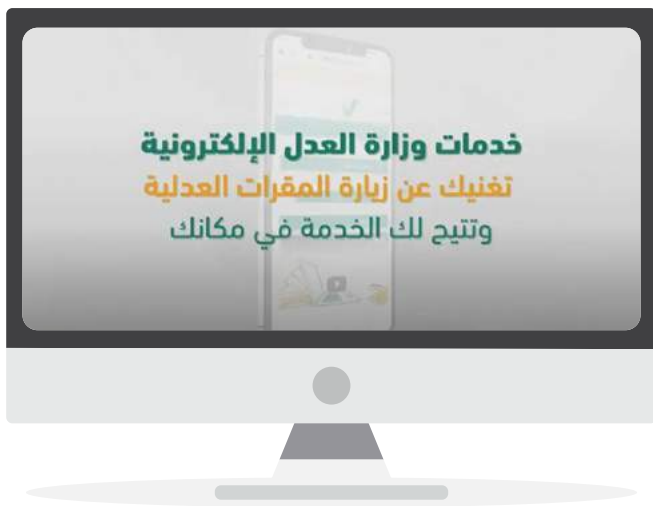 خدمات وزارة العدل الإلكترونية
تغنيك عن زيارة المقرات العدلية
وتتيح لك الخدمة في مكانك